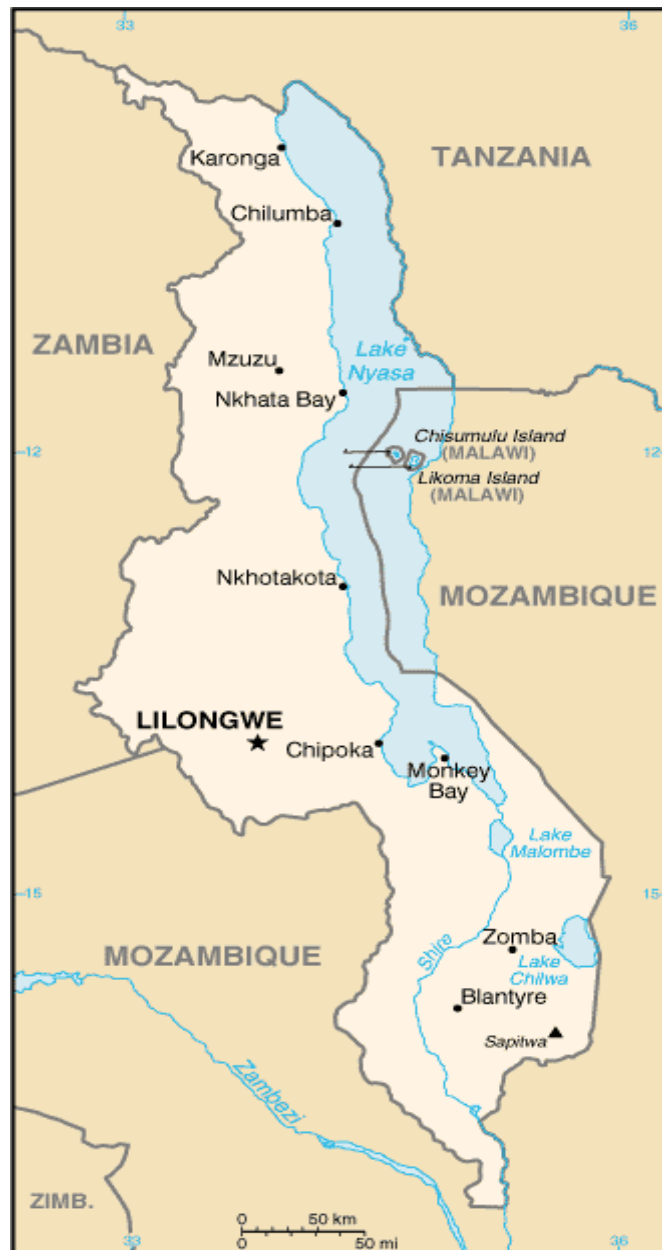 33
36
Karonga
TANZANIA
Chilumba
ZAMBIA
Lake
Nyasa
Mzuzu
Nkhata Bay
Chisumulu Island
(MALAWI)
12
12
Likoma Island
(MALAWI)
Nkhotakota
MOZAMBIQUE
LILONGWE
Chipoka
Monkey
Bay
Lake
Malombe
15
15
Zomba
MOZAMBIQUE
Shire
Lake
Chilwa
Blantyre
Sapitwa
Zambezi
ZIMB.
0 50 km
0 50 mi
33
36